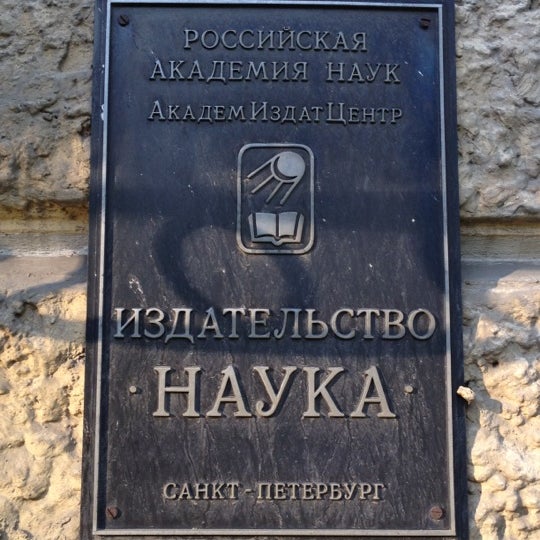 РОССИЙСКАЯ
АКАДЕМИЯ НАУК
АКАДЕМИЗДАТЦЕНТР
ИЗДАТЕЛЬСТВО
· НАУКА ·
САНКТ-ПЕТЕРБУРГ